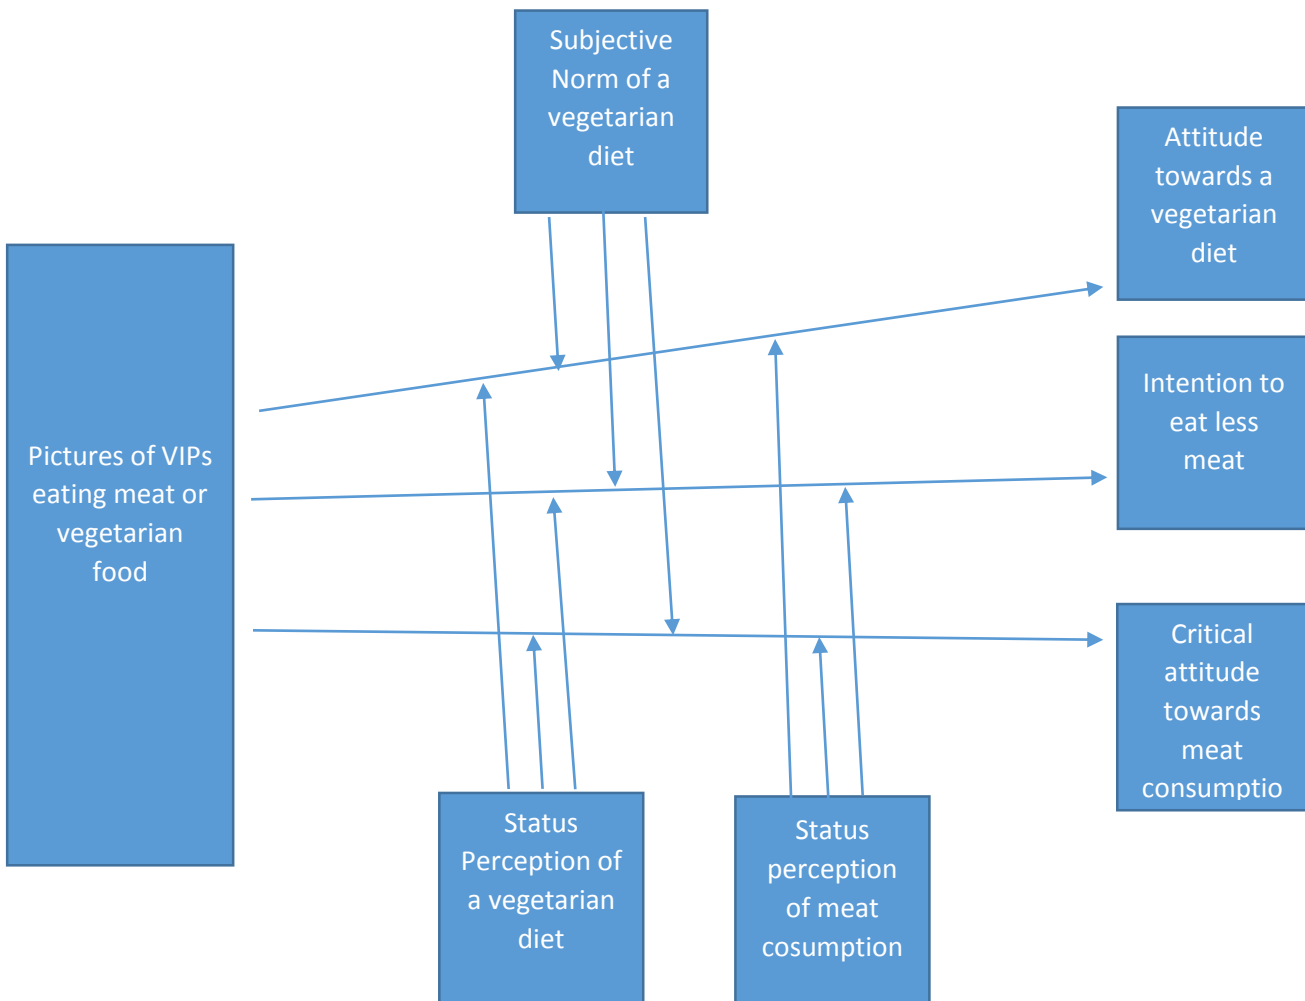 Subjective
Norm of a
vegetarian
diet
Attitude
towards a
vegetarian
diet
Pictures of VIPs
eating meat or
vegetarian
food
Intention to
eat less
meat
Critical
attitude
towards
meat
consumptio
Status
Perception of
a vegetarian
diet
Status
perception
of meat
cosumption